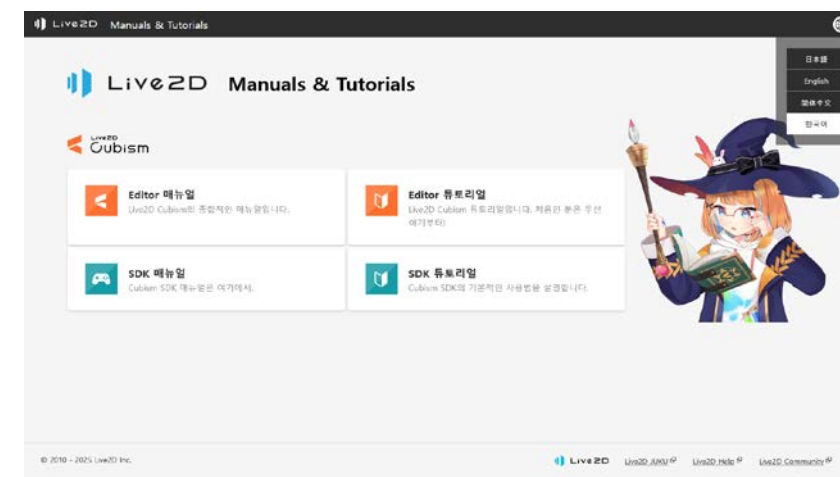 Live2D Manuals & Tutorials
日本語
English
简体中文
한국어
Live2D Manuals & Tutorials
Live2D
Cubism
Editor 매뉴얼
Live2D Cubism의 종합적인 매뉴얼입니다.
Editor 튜토리얼
Live2D Cubism 튜토리얼입니다. 처음인 분은 우선
여기부터!
SDK 매뉴얼
Cubism SDK 매뉴얼은 여기에서.
SDK 튜토리얼
Cubism SDK의 기본적인 사용법을 설명합니다.
© 2010 - 2025 Live2D Inc.
Live2D Live2D JUKU Live2D Help Live2D Community